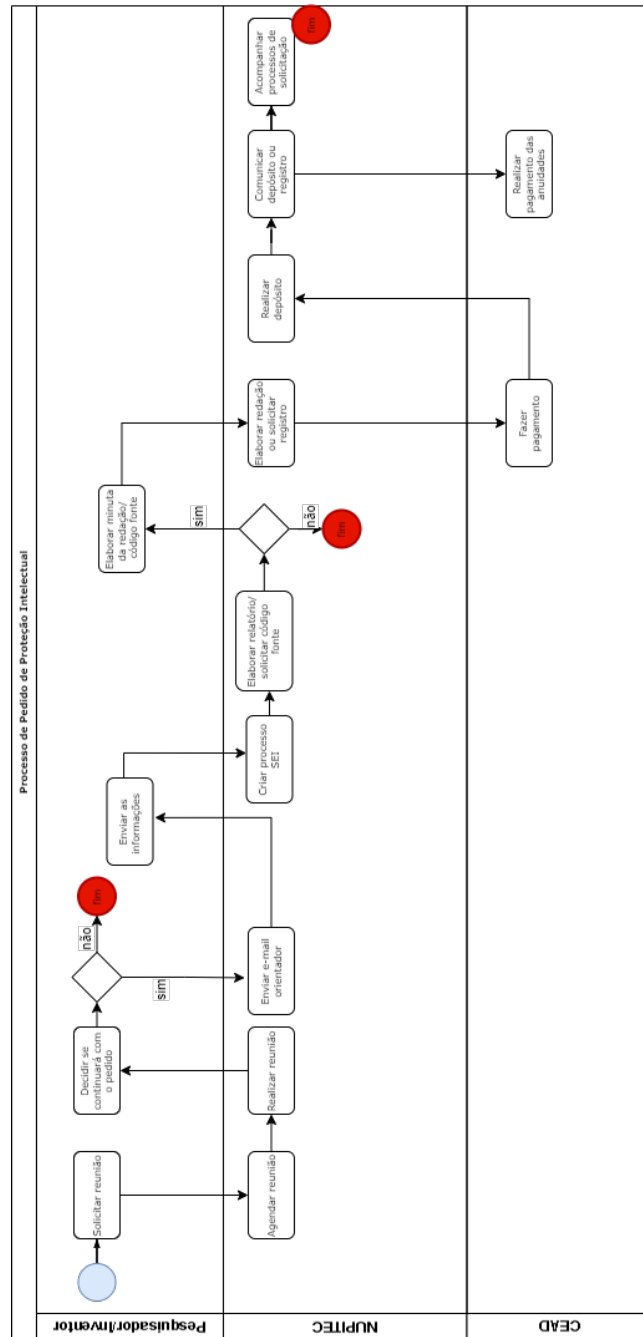 Processo de Pedido de Proteção Intelectual
Pesquisador/Inventor
Solicitar reunião
Decidir se
continuará com
o pedido
não
fim
sim
Enviar as
informações
Elaborar minuta
da redação/
código fonte
NUPITEC
Agendar reunião
Realizar reunião
Enviar e-mail
orientador
Criar processo
SEI
Elaborar relatório/
solicitar código
fonte
sim
não
fim
Elaborar redação
ou solicitar
registro
Realizar
depósito
Comunicar
depósito ou
registro
Acompanhar
processos de
solicitação
fim
CEAD
Fazer
pagamento
Realizar
pagamento das
anuidades